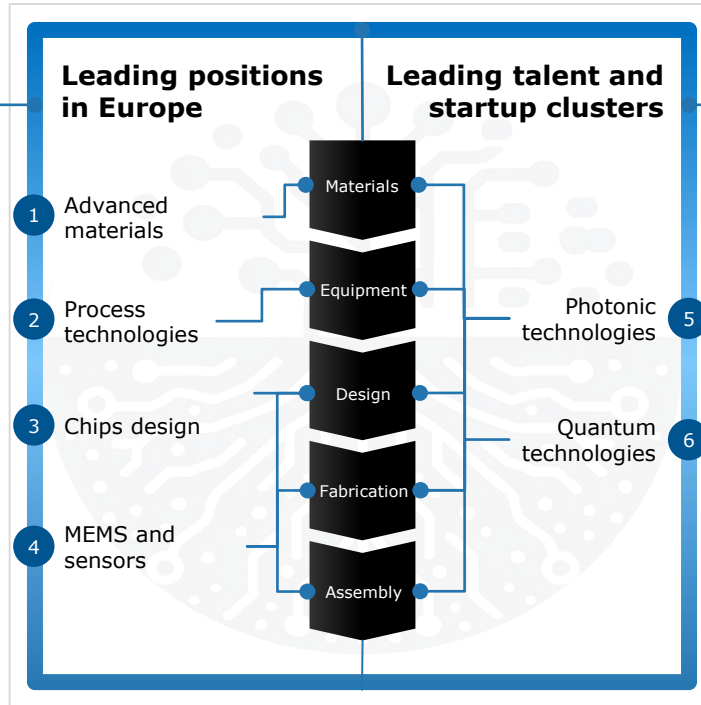 Leading positions
in Europe
Leading talent and
startup clusters
Materials
Equipment
Design
Fabrication
Assembly
1
Advanced
materials
2
Process
technologies
3
Chips design
4
MEMS and
sensors
Photonic
technologies
5
Quantum
technologies
6